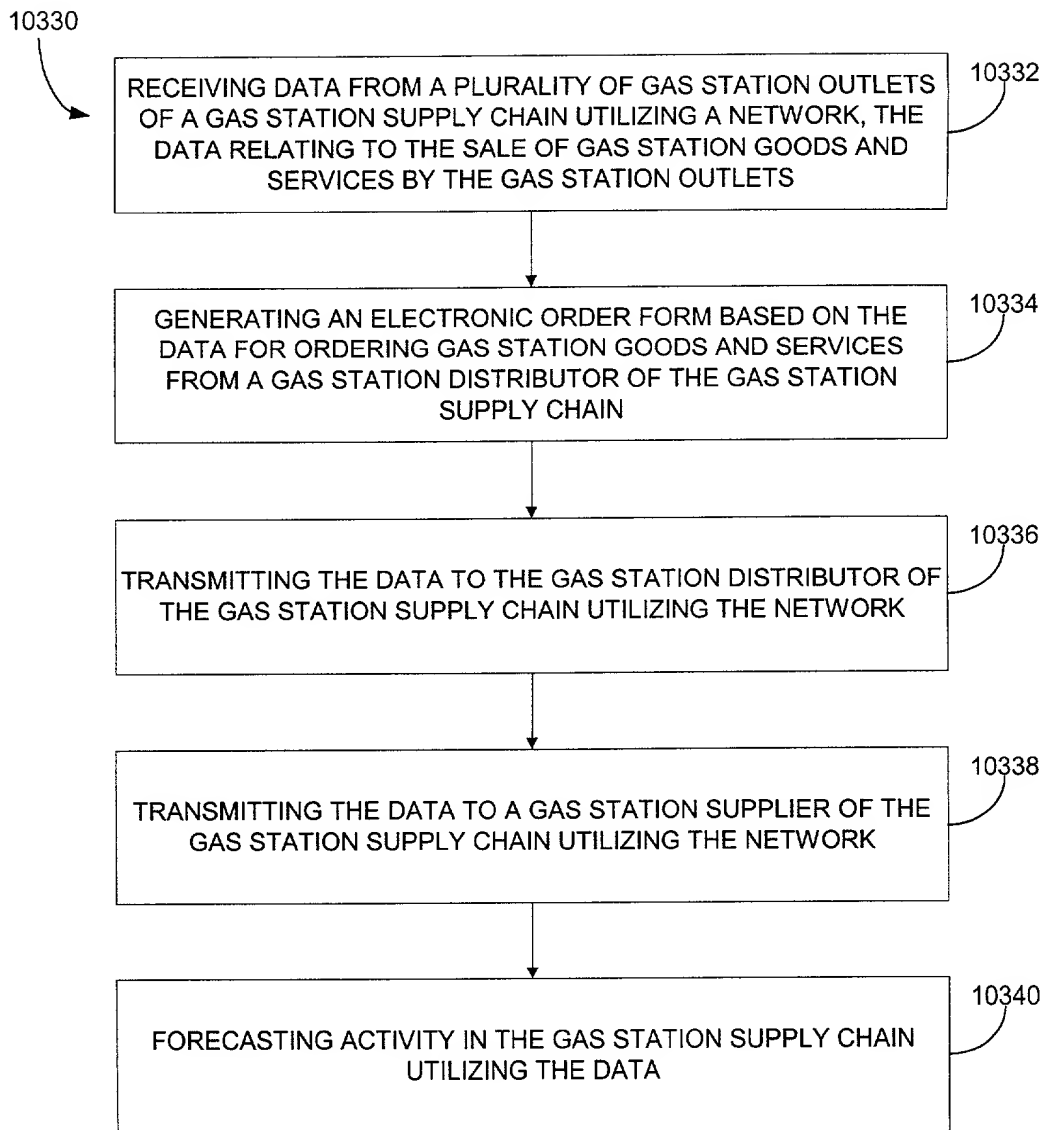 10330
RECEIVING DATA FROM A PLURALITY OF GAS STATION OUTLETS
OF A GAS STATION SUPPLY CHAIN UTILIZING A NETWORK, THE
DATA RELATING TO THE SALE OF GAS STATION GOODS AND
SERVICES BY THE GAS STATION OUTLETS
10332
GENERATING AN ELECTRONIC ORDER FORM BASED ON THE
DATA FOR ORDERING GAS STATION GOODS AND SERVICES
FROM A GAS STATION DISTRIBUTOR OF THE GAS STATION
SUPPLY CHAIN
10334
TRANSMITTING THE DATA TO THE GAS STATION DISTRIBUTOR OF
THE GAS STATION SUPPLY CHAIN UTILIZING THE NETWORK
10336
TRANSMITTING THE DATA TO A GAS STATION SUPPLIER OF THE
GAS STATION SUPPLY CHAIN UTILIZING THE NETWORK
10338
FORECASTING ACTIVITY IN THE GAS STATION SUPPLY CHAIN
UTILIZING THE DATA
10340